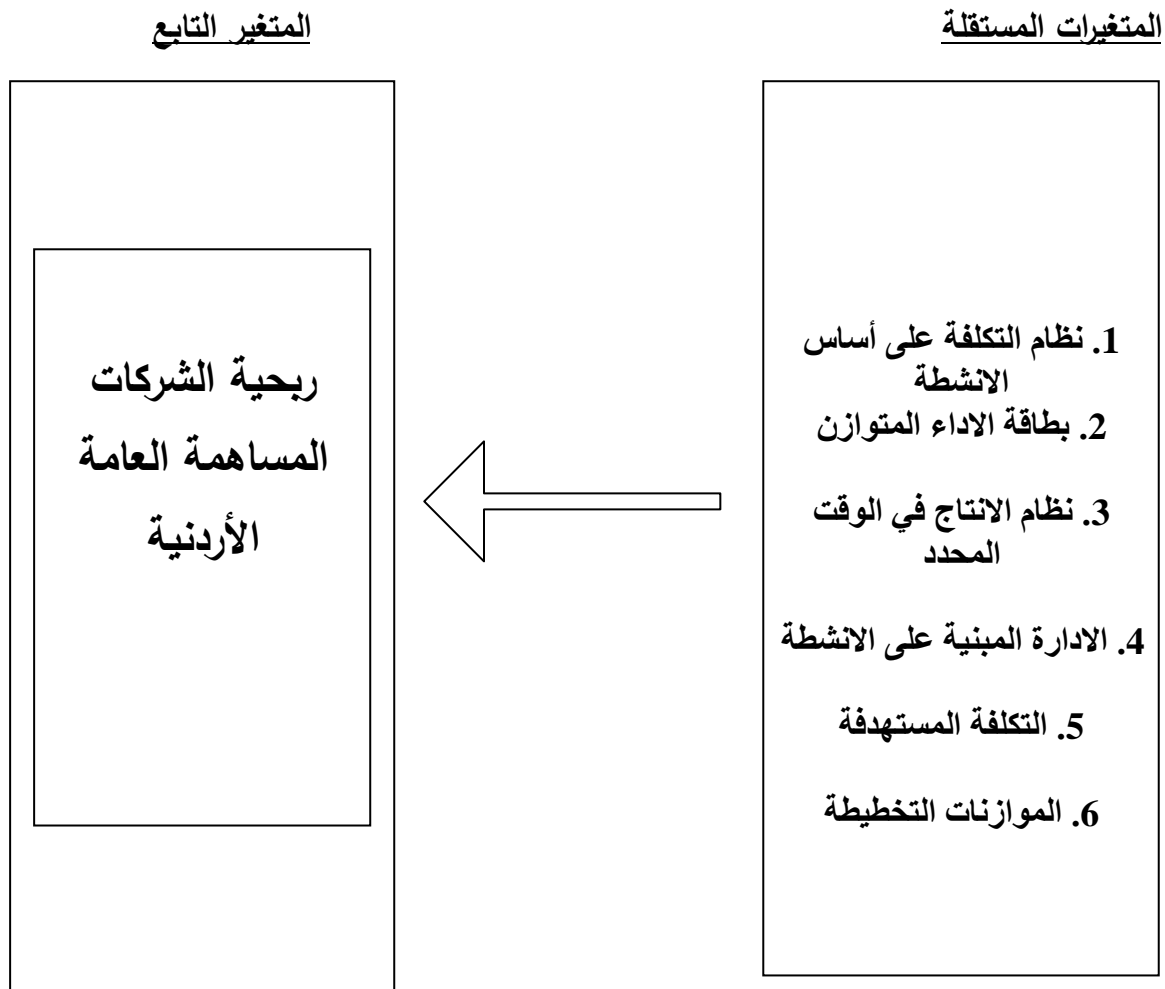 المتغيرات المستقلة
المتغير التابع
1. نظام التكلفة على أساس
الانشطة
2. بطاقة الاداء المتوازن
3. نظام الانتاج في الوقت
المحدد
4. الادارة المبنية على الانشطة
5. التكلفة المستهدفة
6. الموازنات التخطيطة
ربحية الشركات
المساهمة العامة
الأردنية